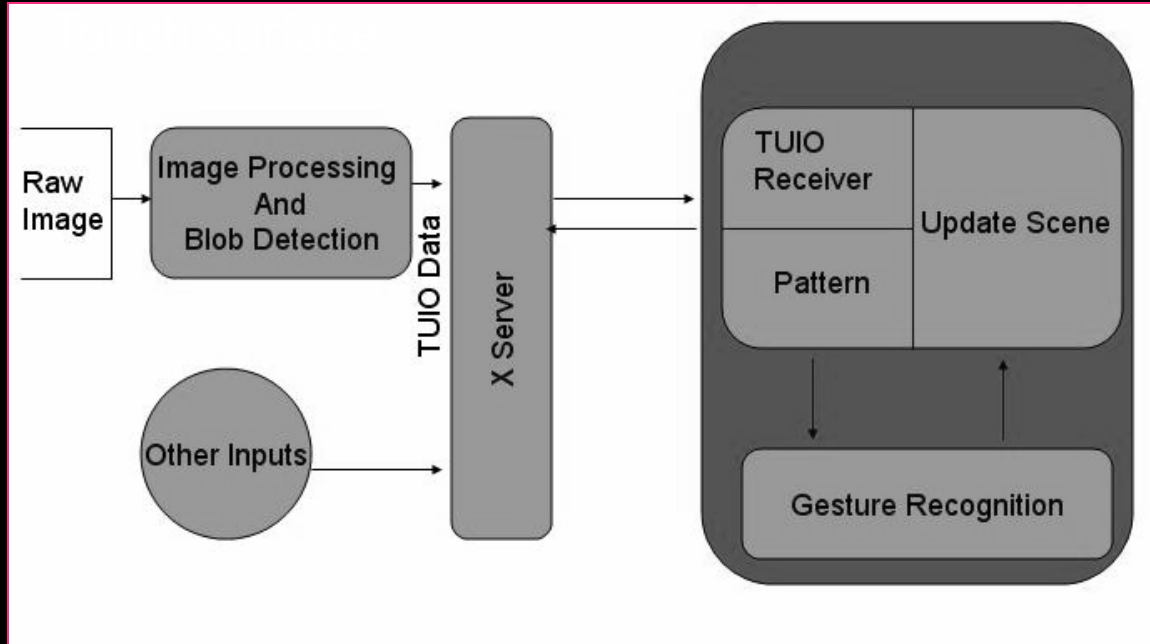 Raw
Image
Image Processing
And
Blob Detection
TUIO Data
X Server
Other Inputs
TUIO
Receiver
Pattern
Update Scene
Gesture Recognition